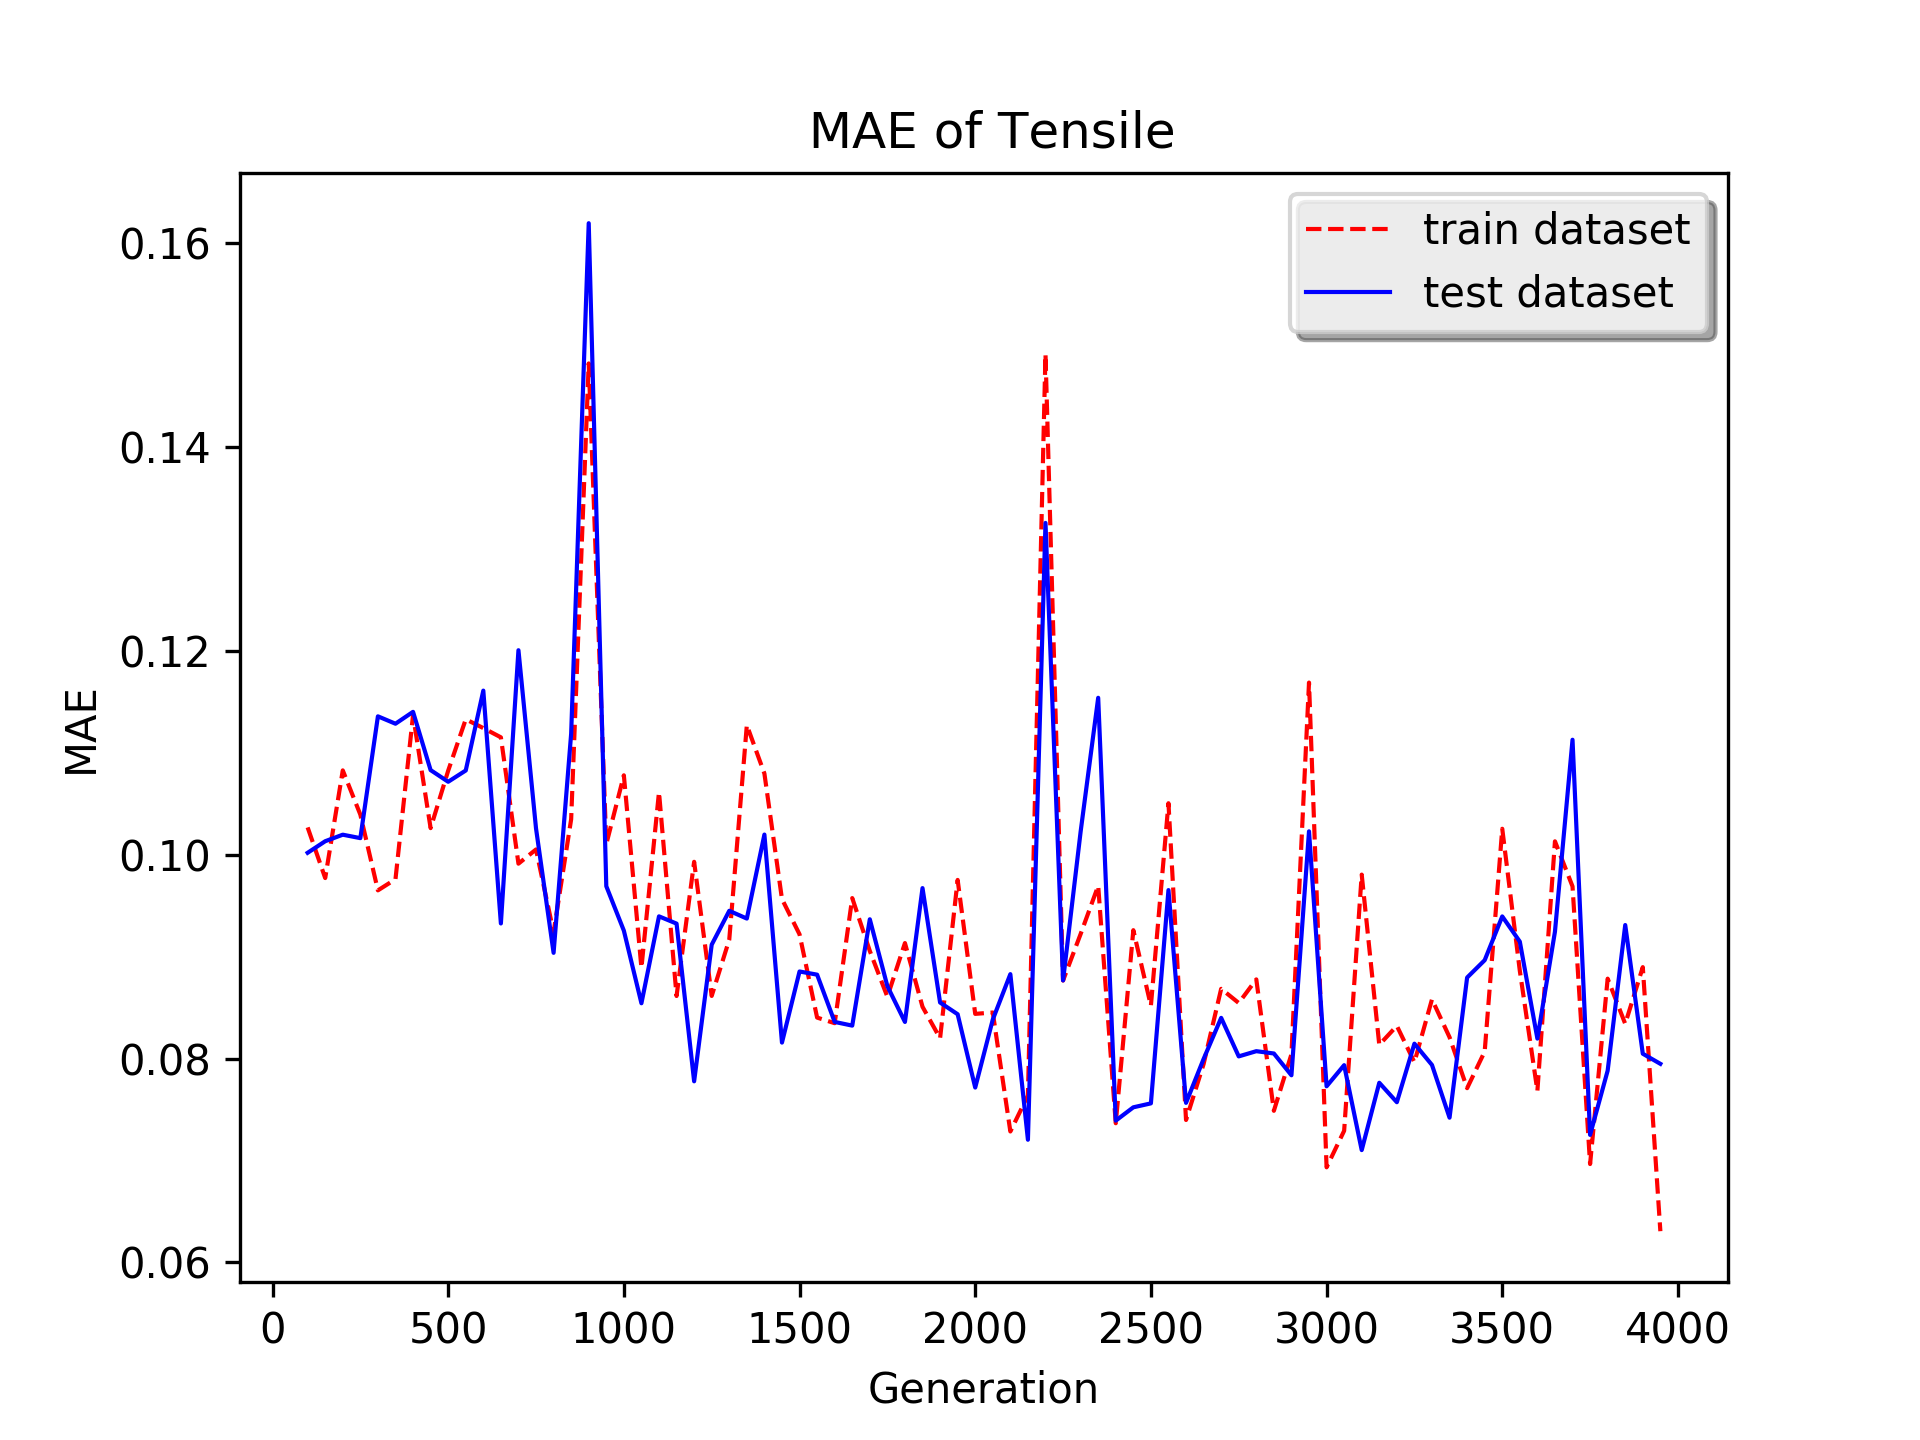 MAE of Tensile
train dataset
test dataset
MAE
0.16
0.14
0.12
0.10
0.08
0.06
0 500 1000 1500 2000 2500 3000 3500 4000
Generation